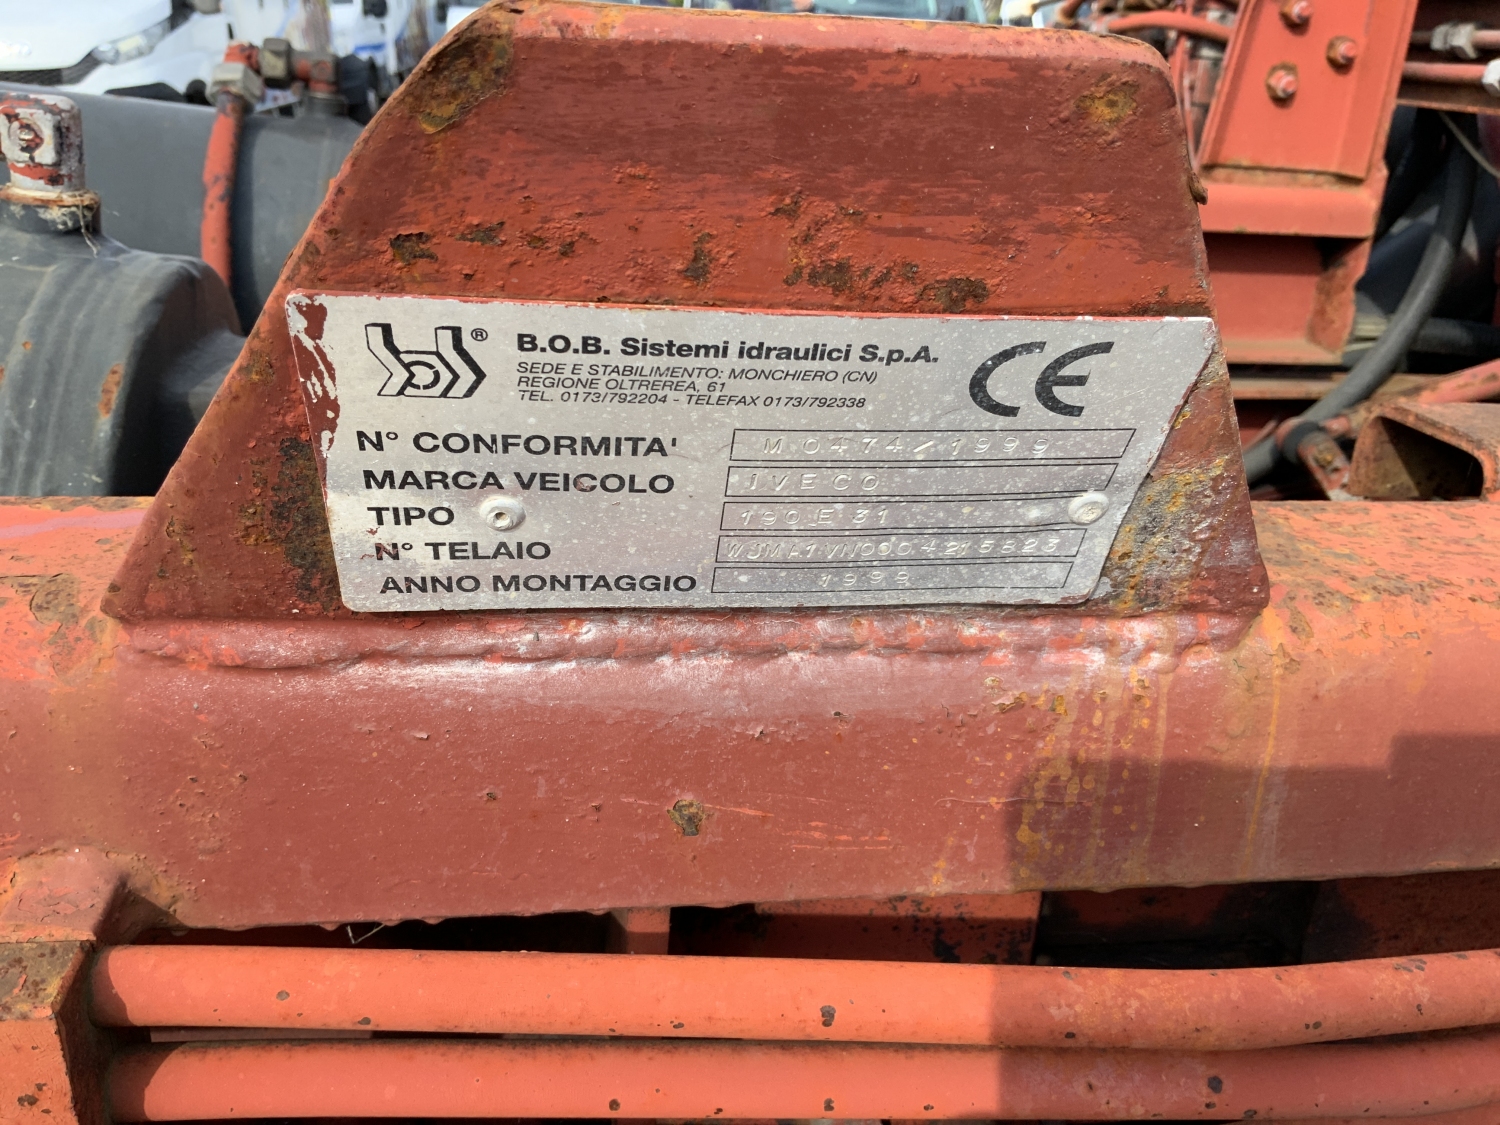 ® B.O.B. Sistemi idraulici S.p.A.
SEDE E STABILIMENTO: MONCHIERO (CN)
REGIONE OLTREREA, 61
TEL. 0173/792204 - TELEFAX 0173/792338
CE
N° CONFORMITA' M 0474/1999
MARCA VEICOLO IVECO
TIPO 190 E 31
N° TELAIO WJMA1VN0004215823
ANNO MONTAGGIO 1999